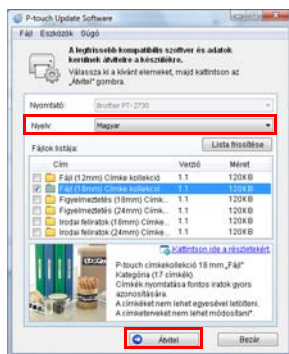 P-touch Update Software
Fájl Eszközök Súgó
A legfrissebb kompatibilis szoftver és adatok
kerülnek átvitelre a készülékre.
Válassza ki a kívánt elemeket, majd kattintson az
„Átvitel” gombra.
Nyomtató: Brother PT-2730
Nyelv: Magyar
Fájlok listája: Lista frissítése
Cím Verzió Méret
Fájl (12mm) Címke kollekció 1.1 120KB
Fájl (18mm) Címke kollekció 1.1 120KB
Figyelmeztetés (18mm) Címk... 1.1 120KB
Figyelmeztetés (24mm) Címk... 1.1 120KB
Irodai feliratok (18mm) Címke... 1.1 120KB
Irodai feliratok (24mm) Címke... 1.1 120KB
Kattintson ide a részletekért.
P-touch címkekollekció 18 mm „Fájl”
Kategória (17 címkék).
Címkék nyomtatása fontos iratok gyors
azonosítására
A címkéket nem lehet egyesével letölteni.
A címketerveket nem lehet módosítani".
Átvitel Bezár